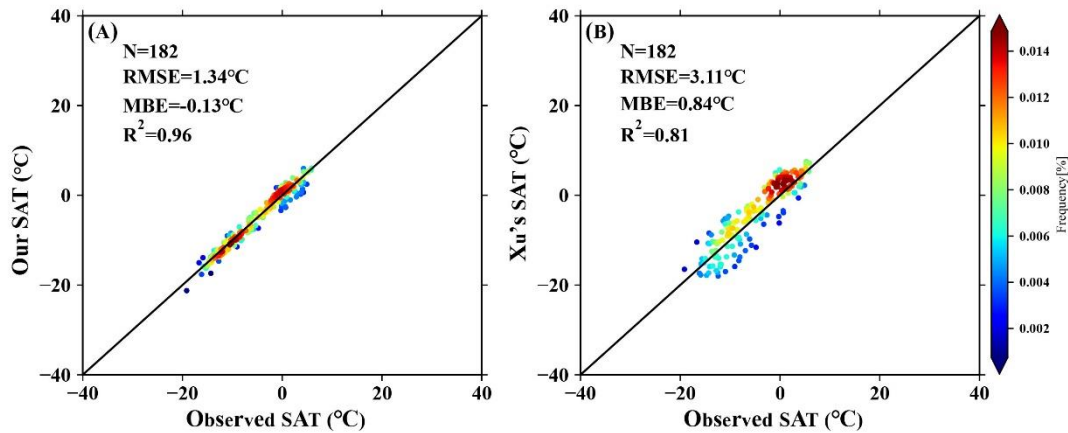 (A)
N=182
RMSE=1.34℃
MBE=-0.13℃
R²=0.96
40
20
0
−20
−40
−40
−20
0
20
40
Our SAT (℃)
Observed SAT (℃)
(B)
N=182
RMSE=3.11℃
MBE=0.84℃
R²=0.81
40
20
0
−20
−40
−40
−20
0
20
40
Xu's SAT (℃)
Observed SAT (℃)
0.014
0.012
0.010
0.008
0.006
0.004
0.002
Frequency[%]